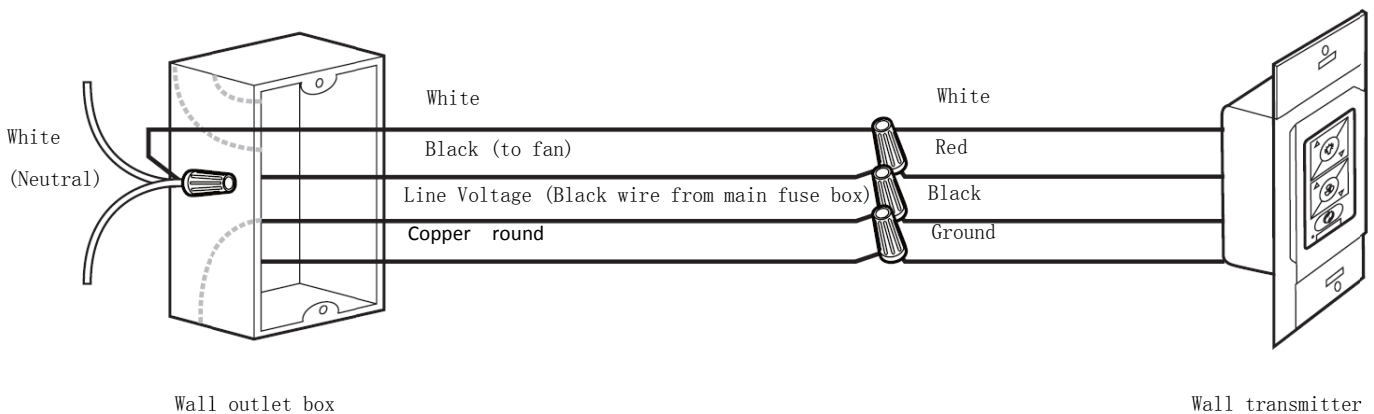 White
White
White
(Neutral)
Black (to fan)
Red
Line Voltage (Black wire from main fuse box)
Black
Copper round
Ground
Wall outlet box
Wall transmitter